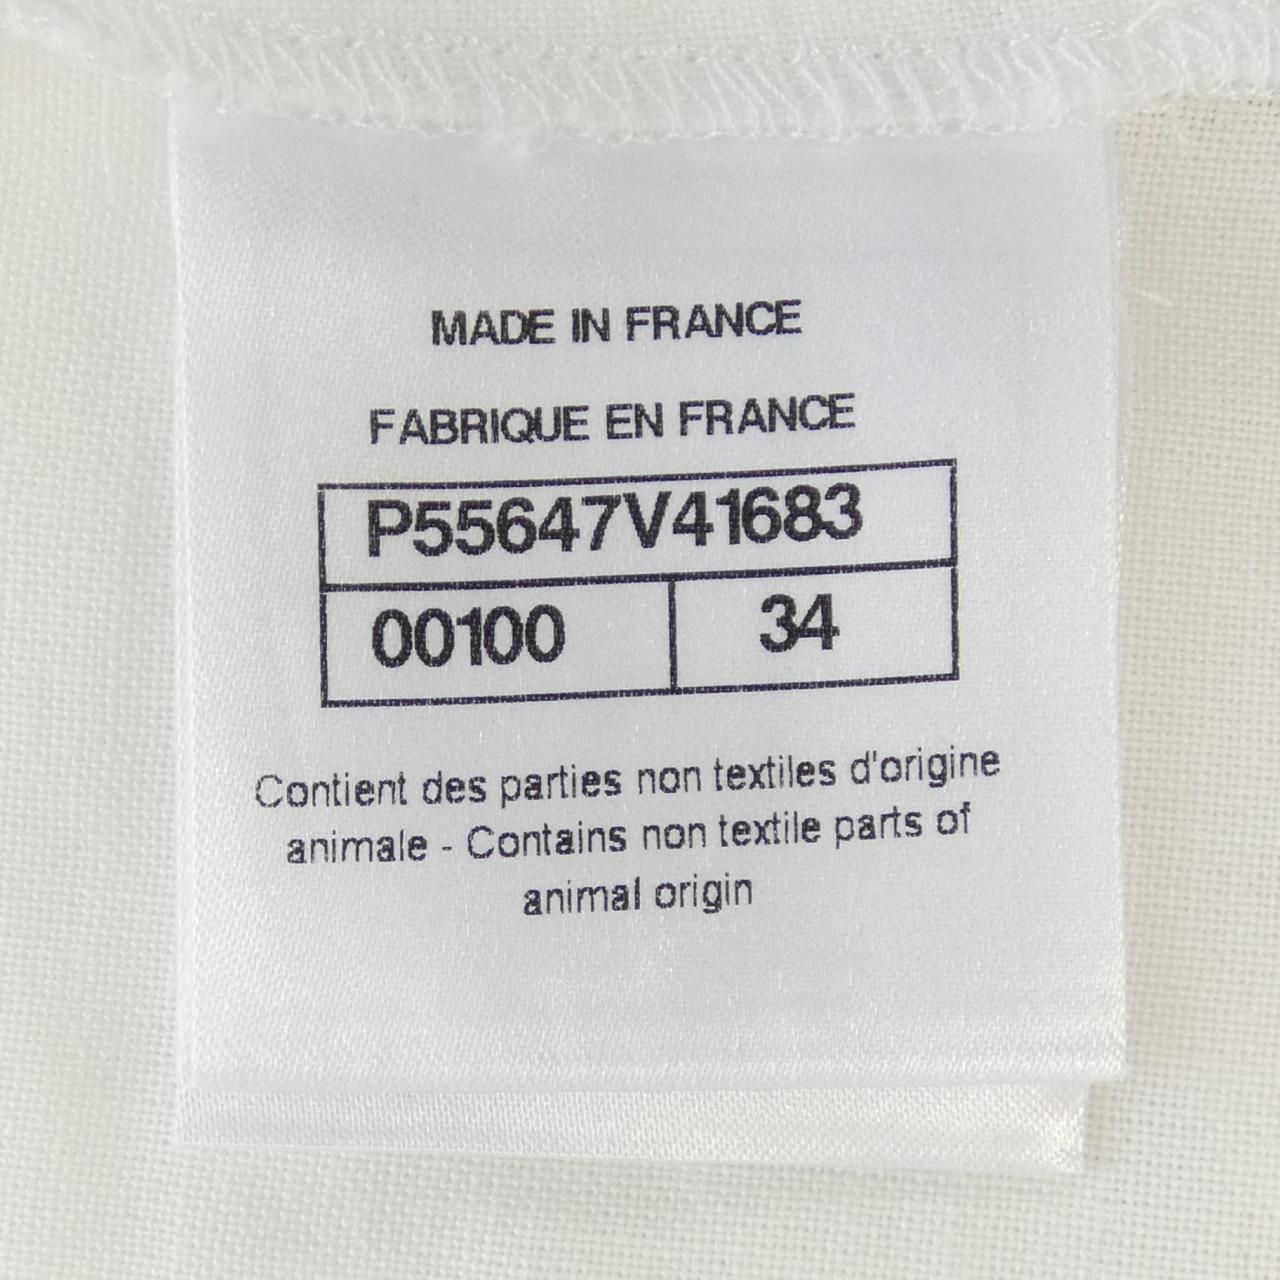 MADE IN FRANCE
FABRIQUE EN FRANCE
P55647V41683
00100 34
Contient des parties non textiles d'origine
animale - Contains non textile parts of
animal origin